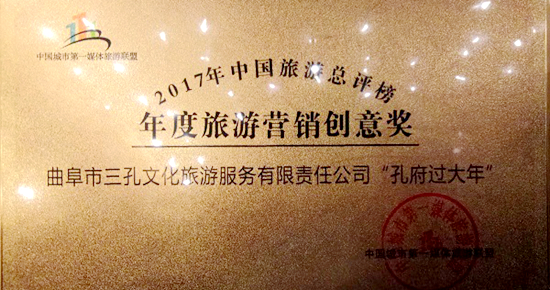 中国城市第一媒体旅游联盟
2017年中国旅游总评榜
年度旅游营销创意奖
曲阜市三孔文化旅游服务有限责任公司“孔府过大年”
中国城市第一媒体旅游联盟